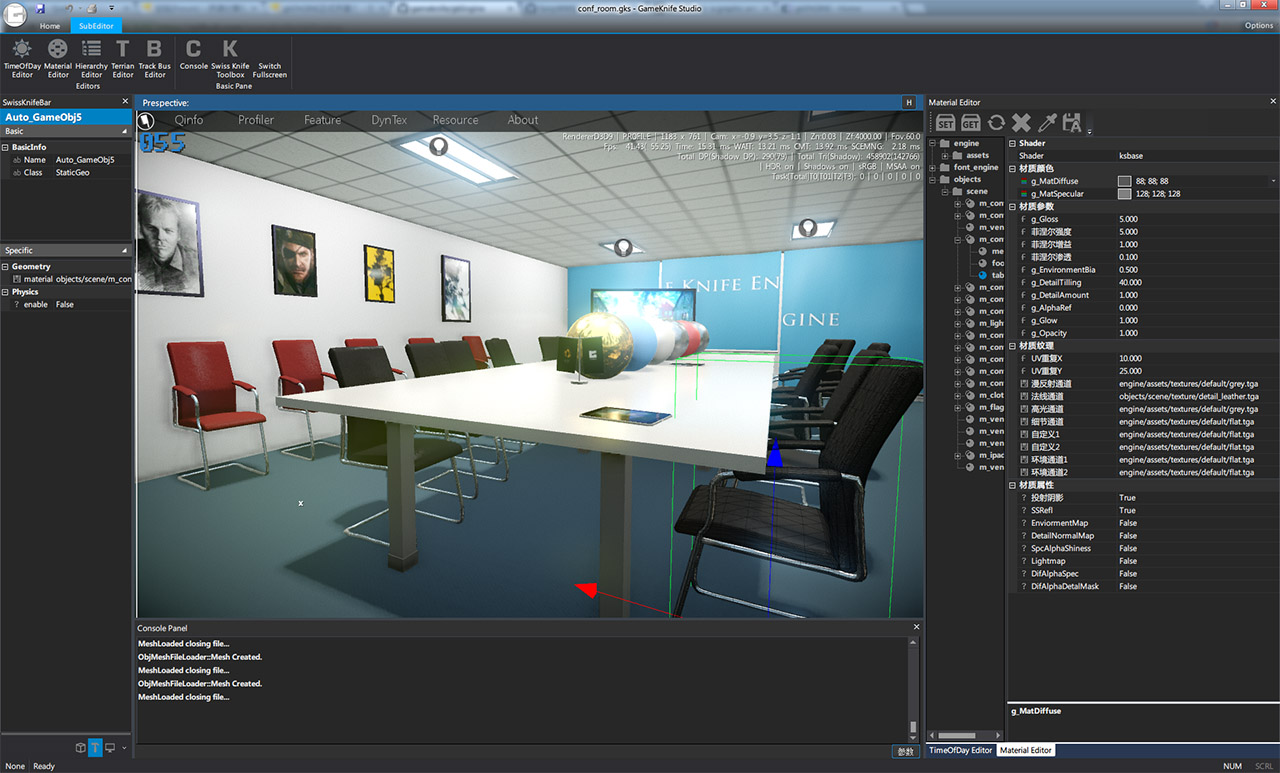 conf_room.gks - GameKnife Studio
Home
SubEditor
Options
TimeOfDay Editor
Material Editor
Hierarchy Editor
Terrian Editor
Track Bus Editor
Console
Swiss Knife Toolbox
Switch Fullscreen
Editors
Basic Pane
SwissKnifeBar
Auto_GameObj5
Basic
BasicInfo
ab Name Auto_GameObj5
ab Class StaticGeo
Specific
Geometry
material objects/scene/m_con
Physics
? enable False
None Ready
Prespective:
H
Qinfo Profiler Feature DynTex Resource About
055
RendererD3D9 | PROFILE: 1183 x 761 | Cam: x=-0.9 y=3.5 z=1.1 | Zn:0.03 | Zf:4000.00 | Fov:60.0
Fps 41.43( 55.25) Time: 15.31 ms WAIT: 13.21 ms CMT: 13.92 ms | SCENEMG: 2.18 ms
Total DP(Shadow DP). 290(79) | Total Tri(Shadow): 458902(142766)
HDR on | Shadows on | sRGB | MSAA on
Task(Total|T0|T1|T2|T3): 0 | 0 | 0 | 0 | 0
E KNIFE EN
GINE
x
Console Panel
MeshLoaded closing file...
ObjMeshFileLoader::Mesh Created.
MeshLoaded closing file...
ObjMeshFileLoader::Mesh Created.
MeshLoaded closing file...
参数
Material Editor
SET GET
engine
assets
font_engine
objects
scene
m_con
m_con
m_ven
m_con
me
foo
tab
m_con
m_con
m_con
m_ligh
m_con
m_con
m_con
m_con
m_con
m_clot
m_flag
m_ven
m_ven
m_ven
m_ipac
m_ven
Shader
Shader ksbase
材质颜色
g_MatDiffuse 88; 88; 88
g_MatSpecular 128; 128; 128
材质参数
f g_Gloss 5.000
f 菲涅尔强度 5.000
f 菲涅尔增益 1.000
f 菲涅尔渗透 0.100
f g_EnvironmentBia 0.500
f g_DetailTilling 40.000
f g_DetailAmount 1.000
f g_AlphaRef 0.000
f g_Glow 1.000
f g_Opacity 1.000
材质纹理
f UV重复X 10.000
f UV重复Y 25.000
漫反射通道 engine/assets/textures/default/grey.tga
法线通道 objects/scene/texture/detail_leather.tga
高光通道 engine/assets/textures/default/grey.tga
细节通道 engine/assets/textures/default/flat.tga
自定义1 engine/assets/textures/default/flat.tga
自定义2 engine/assets/textures/default/flat.tga
环境通道1 engine/assets/textures/default/flat.tga
环境通道2 engine/assets/textures/default/flat.tga
材质属性
? 投射阴影 True
? SSRefl True
? EnviormentMap False
? DetailNormalMap False
? SpcAlphaShiness False
? Lightmap False
? DifAlphaSpec False
? DifAlphaDetalMask False
g_MatDiffuse
TimeOfDay Editor Material Editor
NUM SCRL